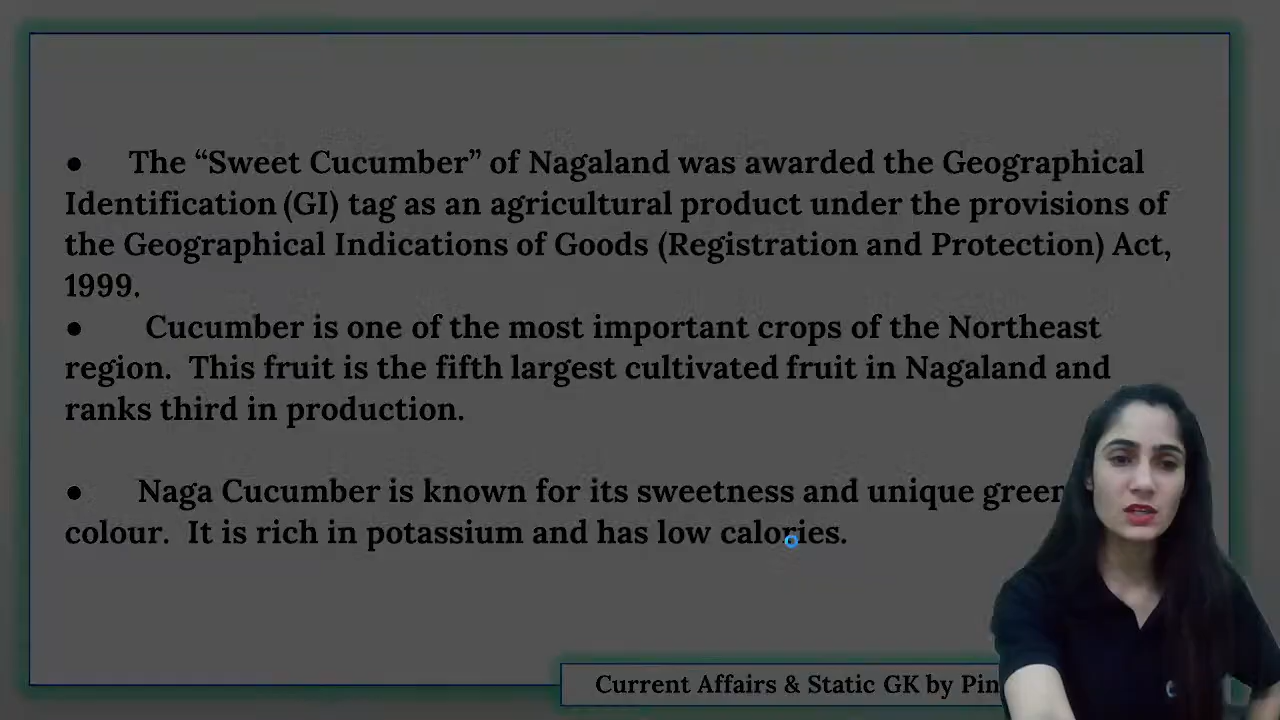 ● The “Sweet Cucumber” of Nagaland was awarded the Geographical
Identification (GI) tag as an agricultural product under the provisions of
the Geographical Indications of Goods (Registration and Protection) Act,
1999.
● Cucumber is one of the most important crops of the Northeast
region. This fruit is the fifth largest cultivated fruit in Nagaland and
ranks third in production.
● Naga Cucumber is known for its sweetness and unique green
colour. It is rich in potassium and has low calories.
Current Affairs & Static GK by